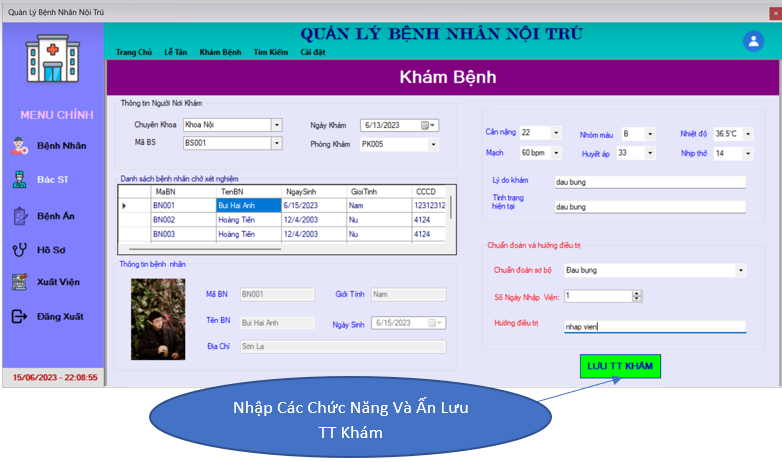 Quản Lý Bệnh Nhân Nội Trú
QUẢN LÝ BỆNH NHÂN NỘI TRÚ
Trang Chủ Lễ Tân Khám Bệnh Tìm Kiếm Cài đặt
Khám Bệnh
MENU CHÍNH
Bệnh Nhân
Bác Sĩ
Bệnh Án
Hồ Sơ
Xuất Viện
Đăng Xuất
15/06/2023 - 22:08:55
Thông tin Người Nơi Khám
Chuyên Khoa Khoa Nội Ngày Khám 6/13/2023
Mã BS BS001 Phòng Khám PK005
Danh sách bệnh nhân chờ xét nghiệm
MaBN TenBN NgaySinh GioiTinh CCCD
BN001 Bui Hai Anh 6/15/2023 Nam 12312312
BN002 Hoàng Tiến 12/4/2003 Nu 4124
BN003 Hoàng Tiến 12/4/2003 Nu 4124
Thông tin bệnh nhân
Mã BN BN001 Giới Tính Nam
Tên BN Bui Hai Anh Ngày Sinh 6/15/2023
Địa Chỉ Sơn La
Cân nặng 22 Nhóm máu B Nhiệt độ 36.5°C
Mạch 60 bpm Huyết áp 33 Nhịp thở 14
Lý do khám dau bung
Tình trạng
hiện tại dau bung
Chuẩn đoán và hướng điều trị
Chuẩn đoán sơ bộ Đau bụng
Số Ngày Nhập Viện: 1
Hướng điều trị nhap vien
LƯU TT KHÁM
Nhập Các Chức Năng Và Ấn Lưu
TT Khám